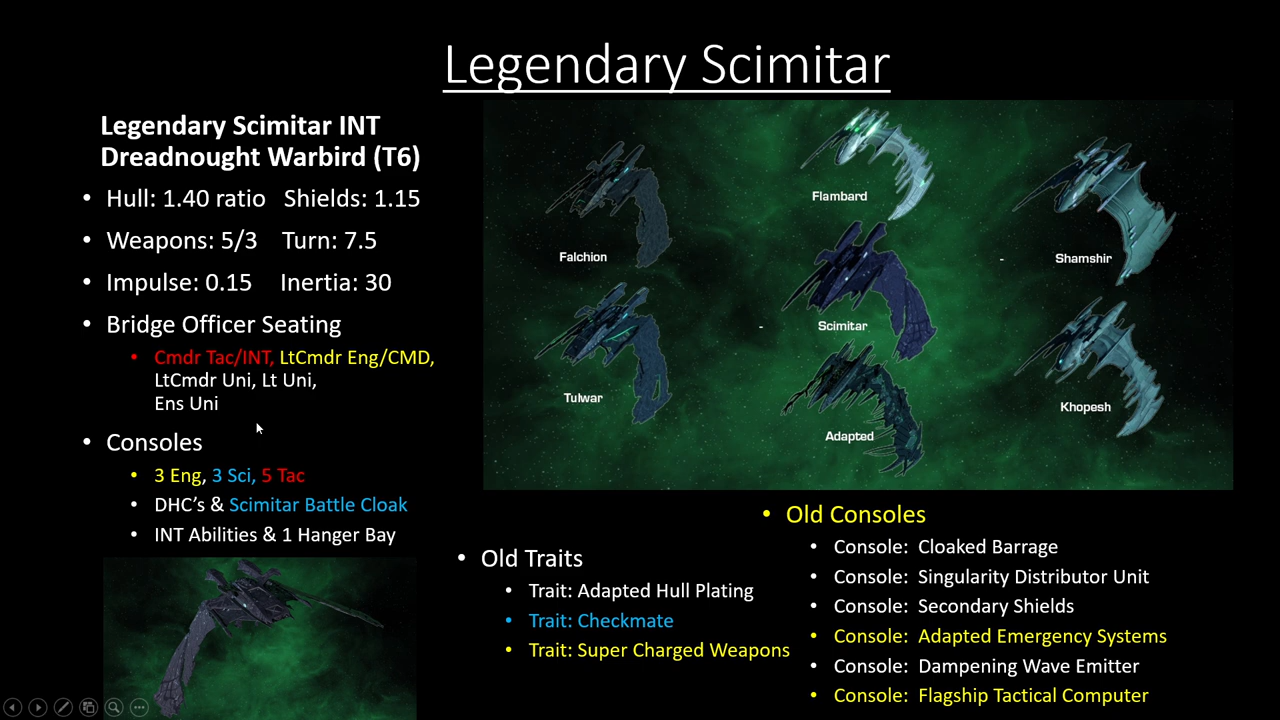 Legendary Scimitar
Legendary Scimitar INT
Dreadnought Warbird (T6)
• Hull: 1.40 ratio Shields: 1.15
• Weapons: 5/3 Turn: 7.5
• Impulse: 0.15 Inertia: 30
• Bridge Officer Seating
• Cmdr Tac/INT, LtCmdr Eng/CMD,
LtCmdr Uni, Lt Uni,
Ens Uni
• Consoles
• 3 Eng, 3 Sci, 5 Tac
• DHC's & Scimitar Battle Cloak
• INT Abilities & 1 Hanger Bay
Flambard
Falchion
Shamshir
-
Scimitar
-
Tulwar
Khopesh
Adapted
• Old Traits
• Trait: Adapted Hull Plating
• Trait: Checkmate
• Trait: Super Charged Weapons
• Old Consoles
• Console: Cloaked Barrage
• Console: Singularity Distributor Unit
• Console: Secondary Shields
• Console: Adapted Emergency Systems
• Console: Dampening Wave Emitter
• Console: Flagship Tactical Computer